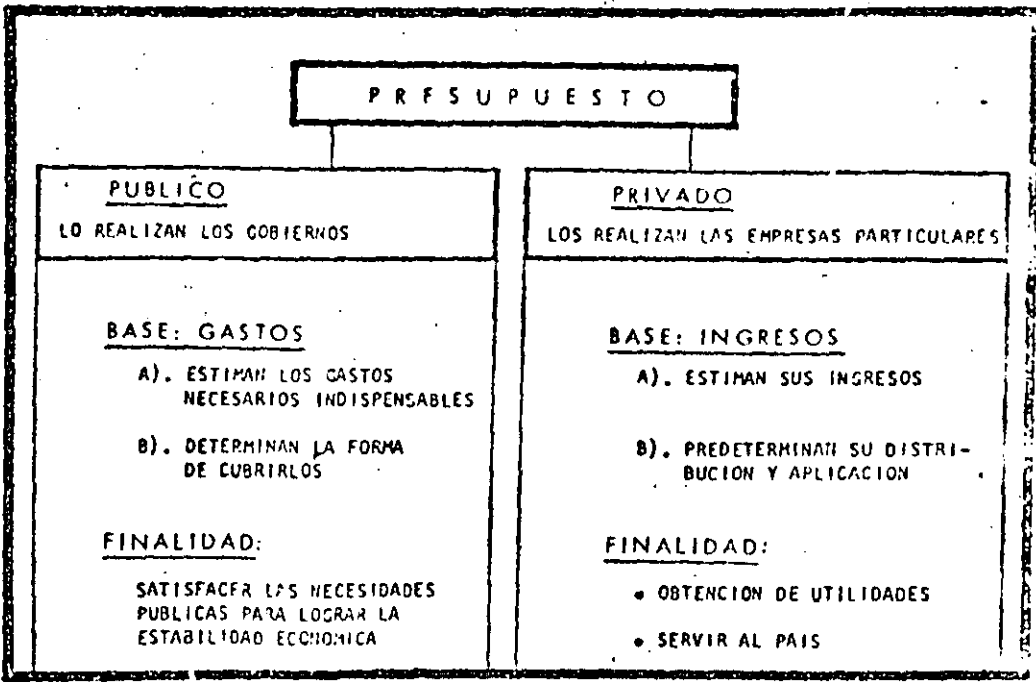 PRESUPUESTO
PUBLICO
LO REALIZAN LOS GOBIERNOS
BASE: GASTOS
A). ESTIMAN LOS GASTOS
NECESARIOS INDISPENSABLES
B). DETERMINAN LA FORMA
DE CUBRIRLOS
FINALIDAD:
SATISFACER LAS NECESIDADES
PUBLICAS PARA LOGRAR LA
ESTABILIDAD ECONOMICA
PRIVADO
LOS REALIZAN LAS EMPRESAS PARTICULARES
BASE: INGRESOS
A). ESTIMAN SUS INGRESOS
B). PREDETERMINAN SU DISTRI-
BUCION Y APLICACION
FINALIDAD:
• OBTENCION DE UTILIDADES
• SERVIR AL PAIS